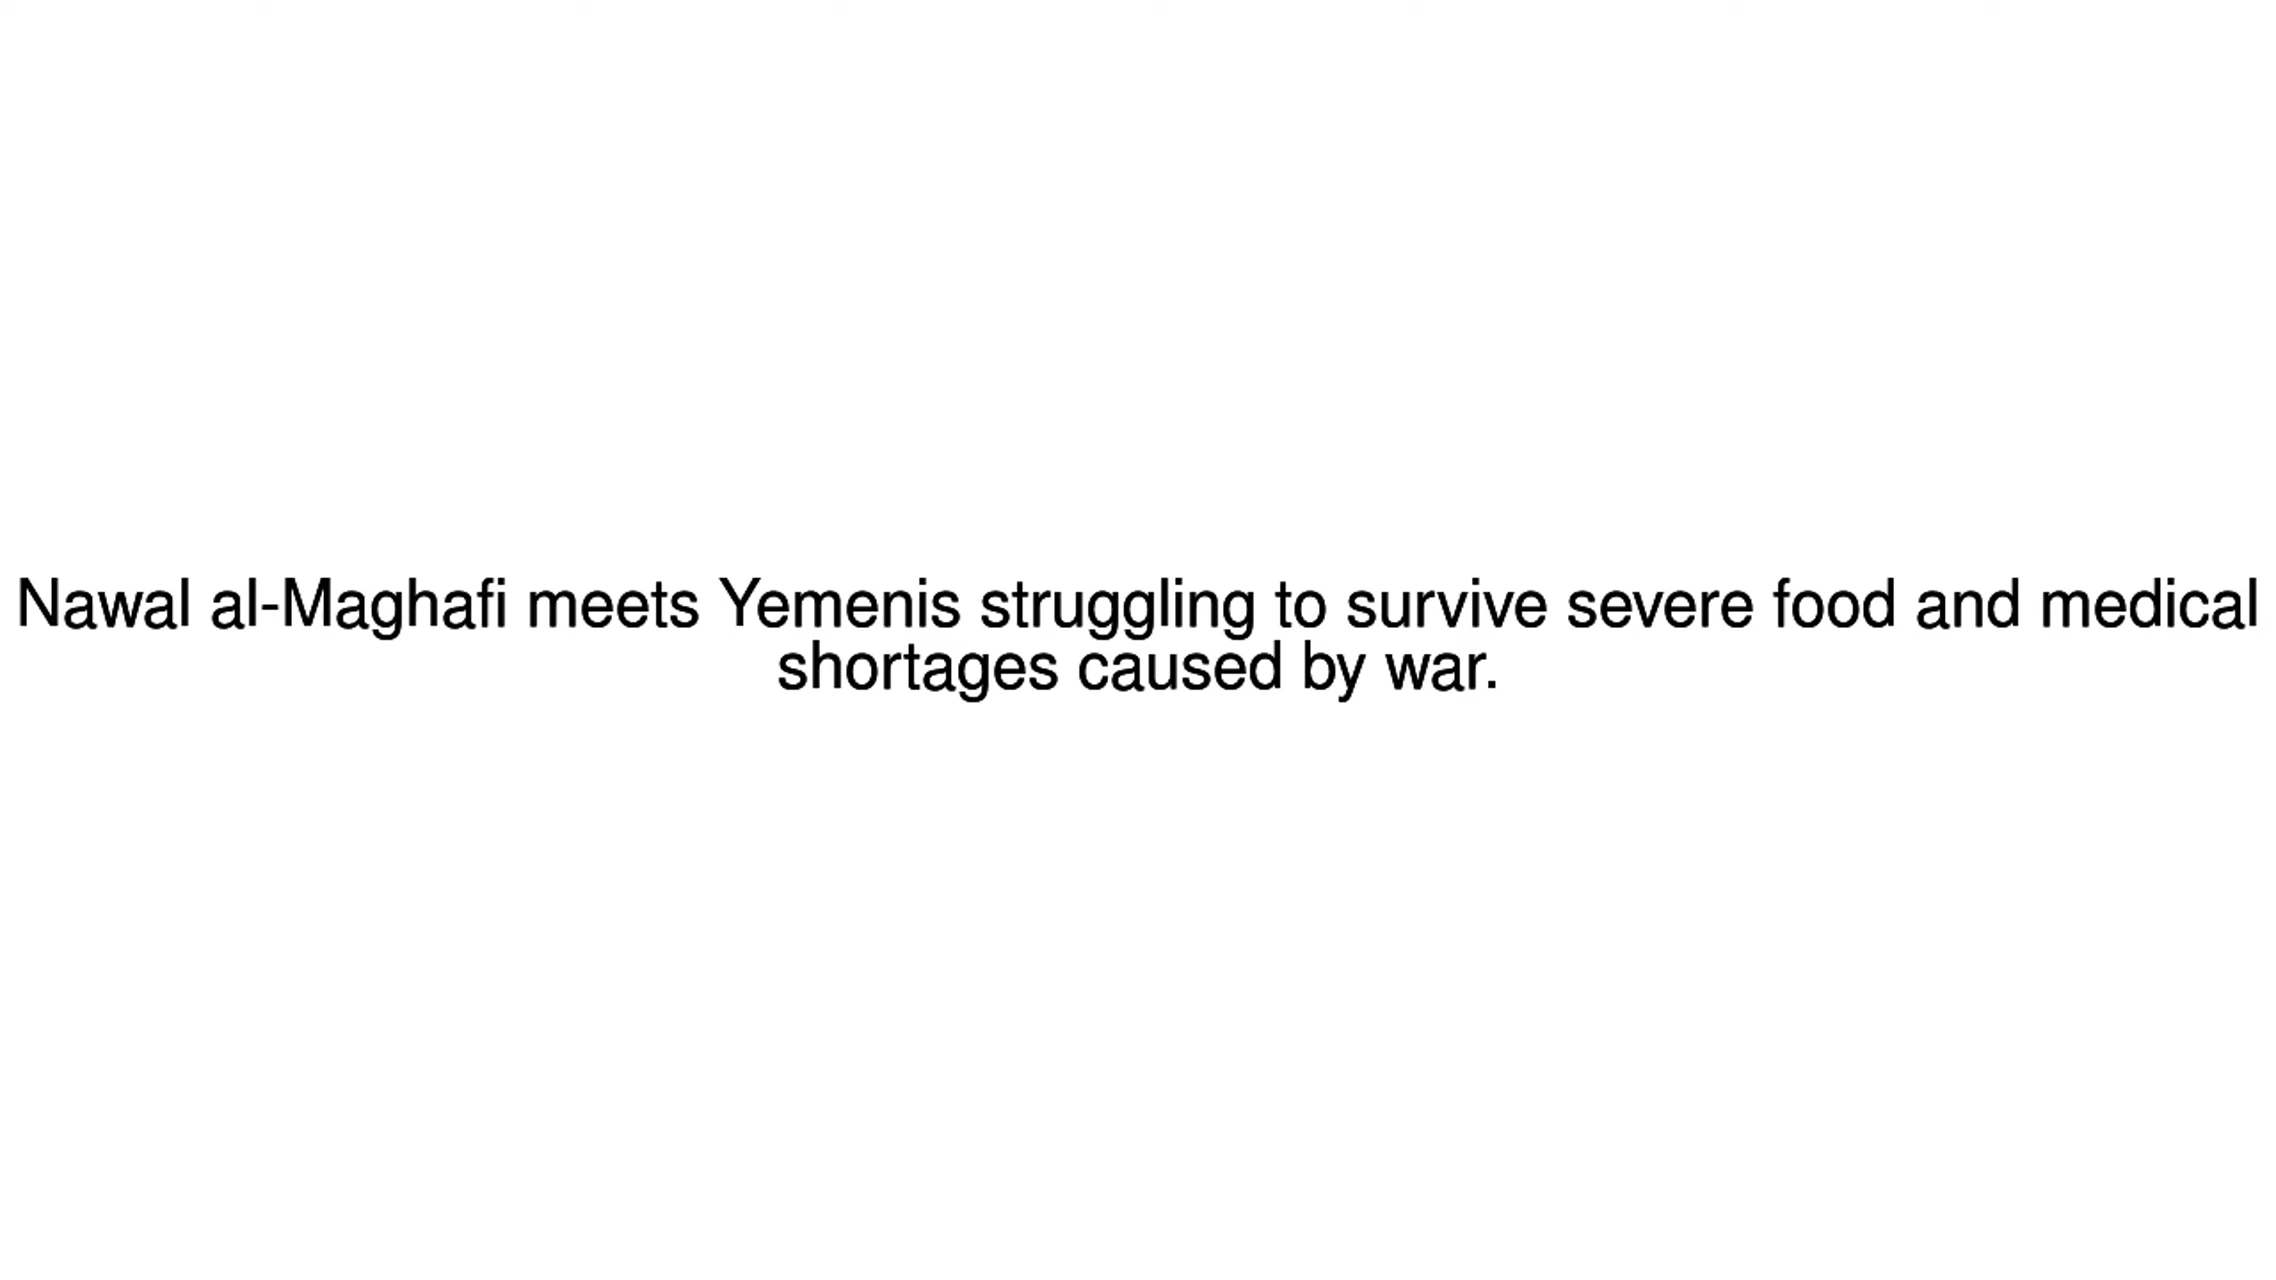 Nawal al-Maghafi meets Yemenis struggling to survive severe food and medical
shortages caused by war.